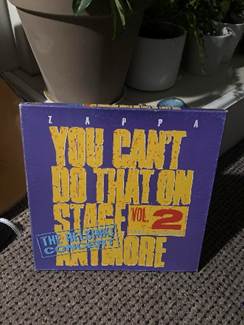 ZAPPA
YOU CAN'T
DO THAT ON
STAGE VOL. 2
THE HELSINKI
CONCERT
ANYMORE